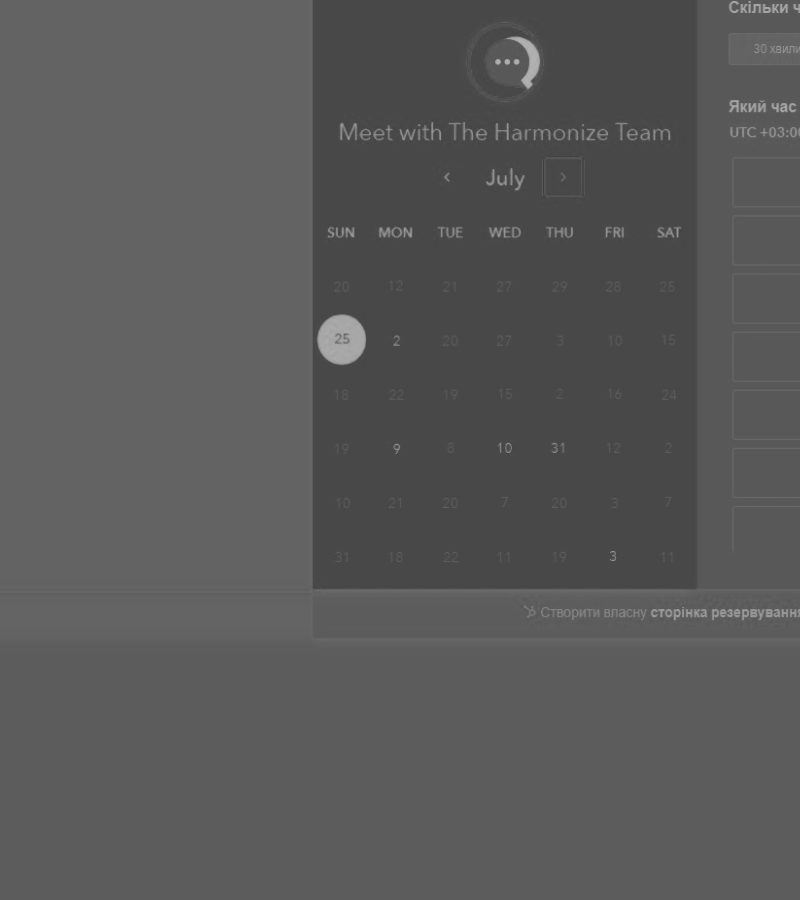 Скільки ч
30 хвили
Meet with The Harmonize Team
Який час
UTC +03:00
July
SUN MON TUE WED THU FRI SAT
20 12 21 27 29 28 25
25 2 20 27 3 10 15
18 22 19 15 2 16 24
19 9 8 10 31 12 2
10 21 20 7 20 3 7
31 18 22 11 19 3 11
Створити власну сторінка резервування